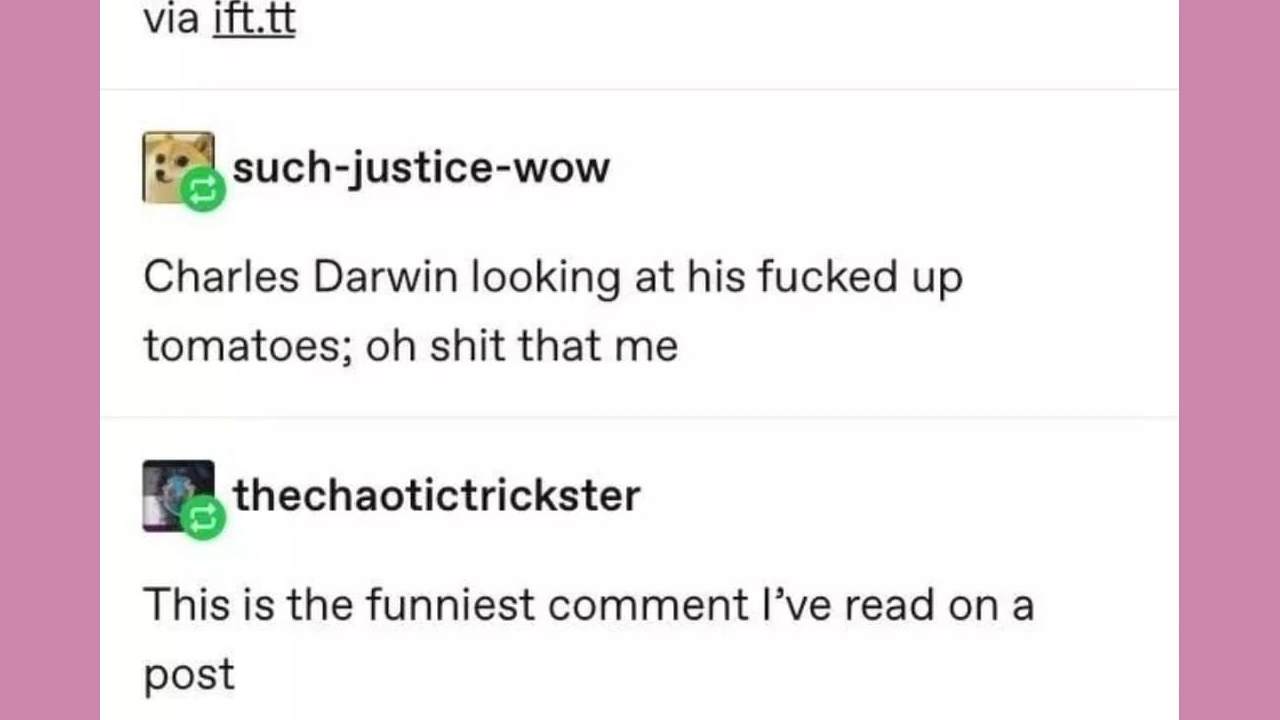 via ift.tt
such-justice-wow
Charles Darwin looking at his fucked up
tomatoes; oh shit that me
thechaotictrickster
This is the funniest comment I’ve read on a
post